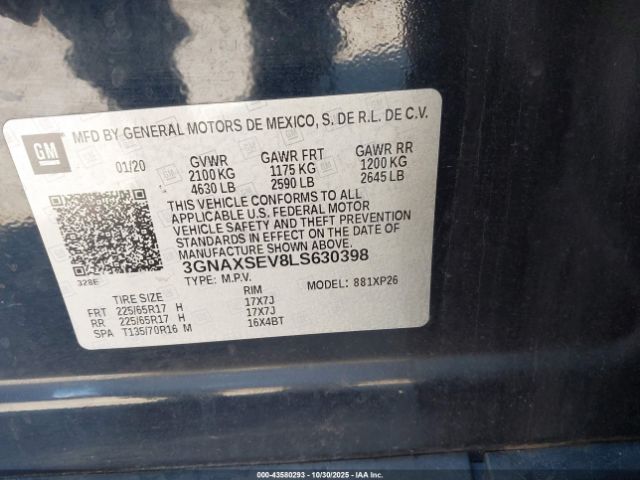 GM
MFD BY GENERAL MOTORS DE MEXICO, S. DE R.L. DE C.V.
01/20 GVWR GAWR FRT GAWR RR
2100 KG 1175 KG 1200 KG
4630 LB 2590 LB 2645 LB
THIS VEHICLE CONFORMS TO ALL
APPLICABLE U.S. FEDERAL MOTOR
VEHICLE SAFETY AND THEFT PREVENTION
STANDARDS IN EFFECT ON THE DATE OF
MANUFACTURE SHOWN ABOVE.
3GNAXSEV8LS630398
328E TYPE: M.P.V. MODEL: 881XP26
TIRE SIZE RIM
FRT 225/65R17 H 17X7J
RR 225/65R17 H 17X7J
SPA T135/70R16 M 16X4BT
© Owner - 43580293 - 10/30/2025 - IAA Inc.